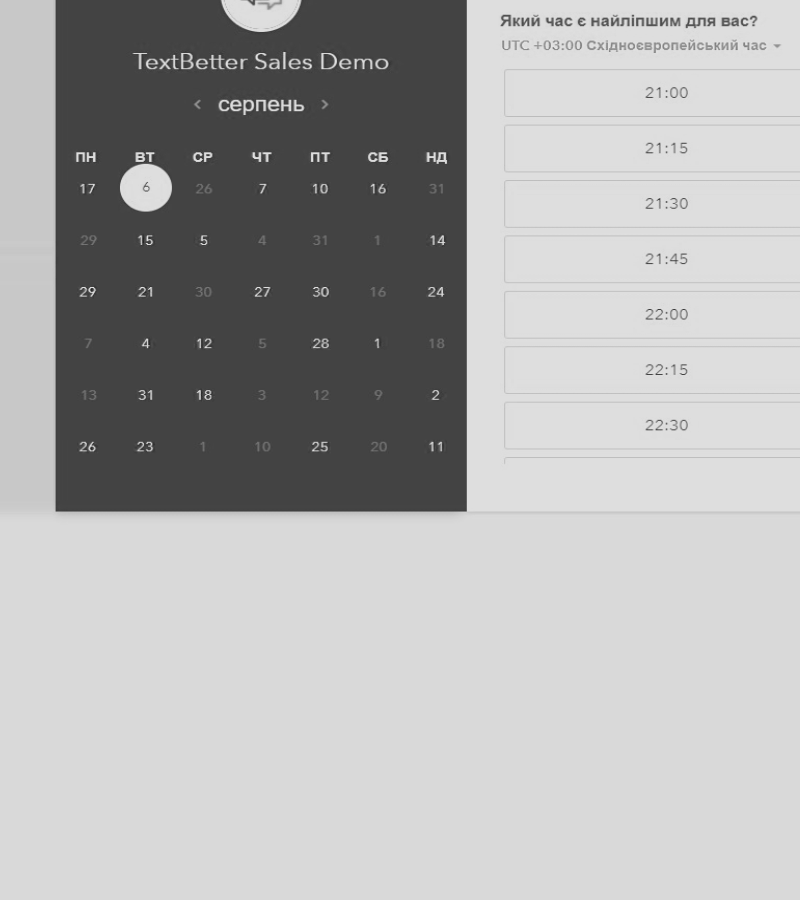 TextBetter Sales Demo
‹ серпень ›
ПН ВТ СР ЧТ ПТ СБ НД
17 6 26 7 10 16 31
29 15 5 4 31 1 14
29 21 30 27 30 16 24
7 4 12 5 28 1 18
13 31 18 3 12 9 2
26 23 1 10 25 20 11
Який час є найліпшим для вас?
UTC +03:00 Східноєвропейський час
21:00
21:15
21:30
21:45
22:00
22:15
22:30